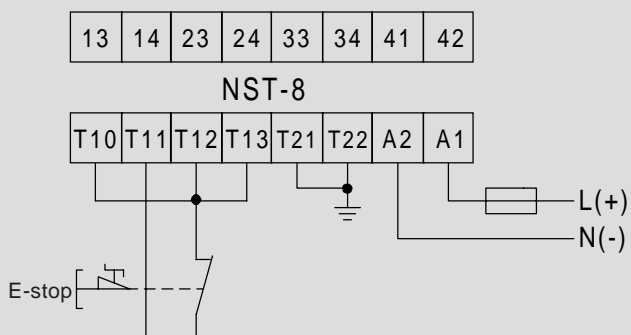 13 14 23 24 33 34 41 42
NST-8
T10 T11 T12 T13 T21 T22 A2 A1
L(+)
N(-)
E-stop